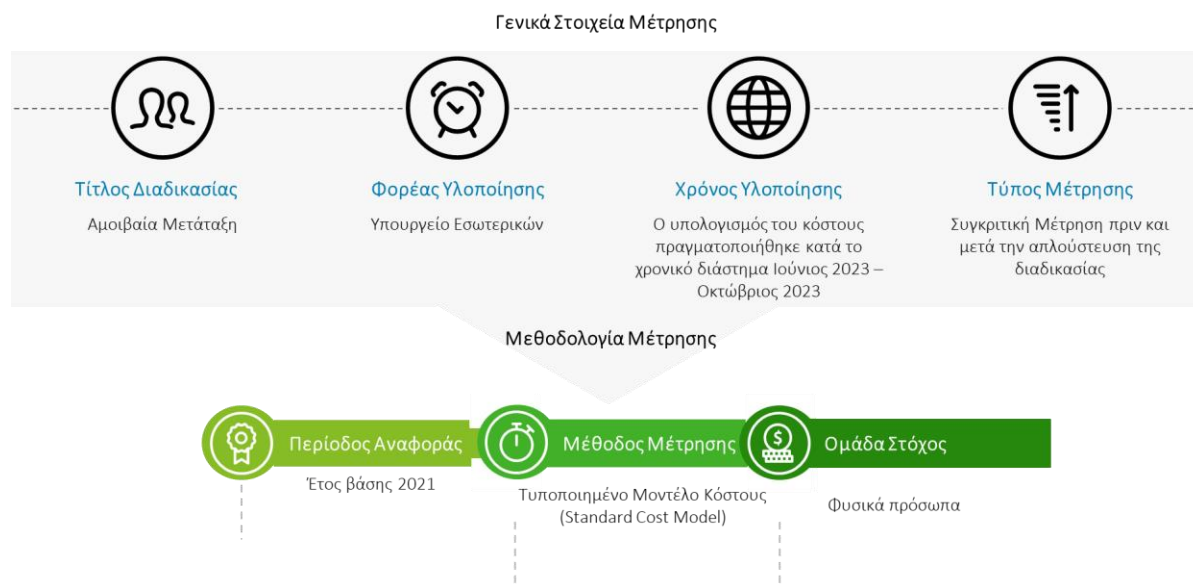 Γενικά Στοιχεία Μέτρησης
Τίτλος Διαδικασίας
Αμοιβαία Μετάταξη
Φορέας Υλοποίησης
Υπουργείο Εσωτερικών
Χρόνος Υλοποίησης
Ο υπολογισμός του κόστους
πραγματοποιήθηκε κατά το
χρονικό διάστημα Ιούνιος 2023 –
Οκτώβριος 2023
Τύπος Μέτρησης
Συγκριτική Μέτρηση πριν και
μετά την απλούστευση της
διαδικασίας
Μεθοδολογία Μέτρησης
Περίοδος Αναφοράς
Έτος βάσης 2021
Μέθοδος Μέτρησης
Τυποποιημένο Μοντέλο Κόστους
(Standard Cost Model)
$
Ομάδα Στόχος
Φυσικά πρόσωπα